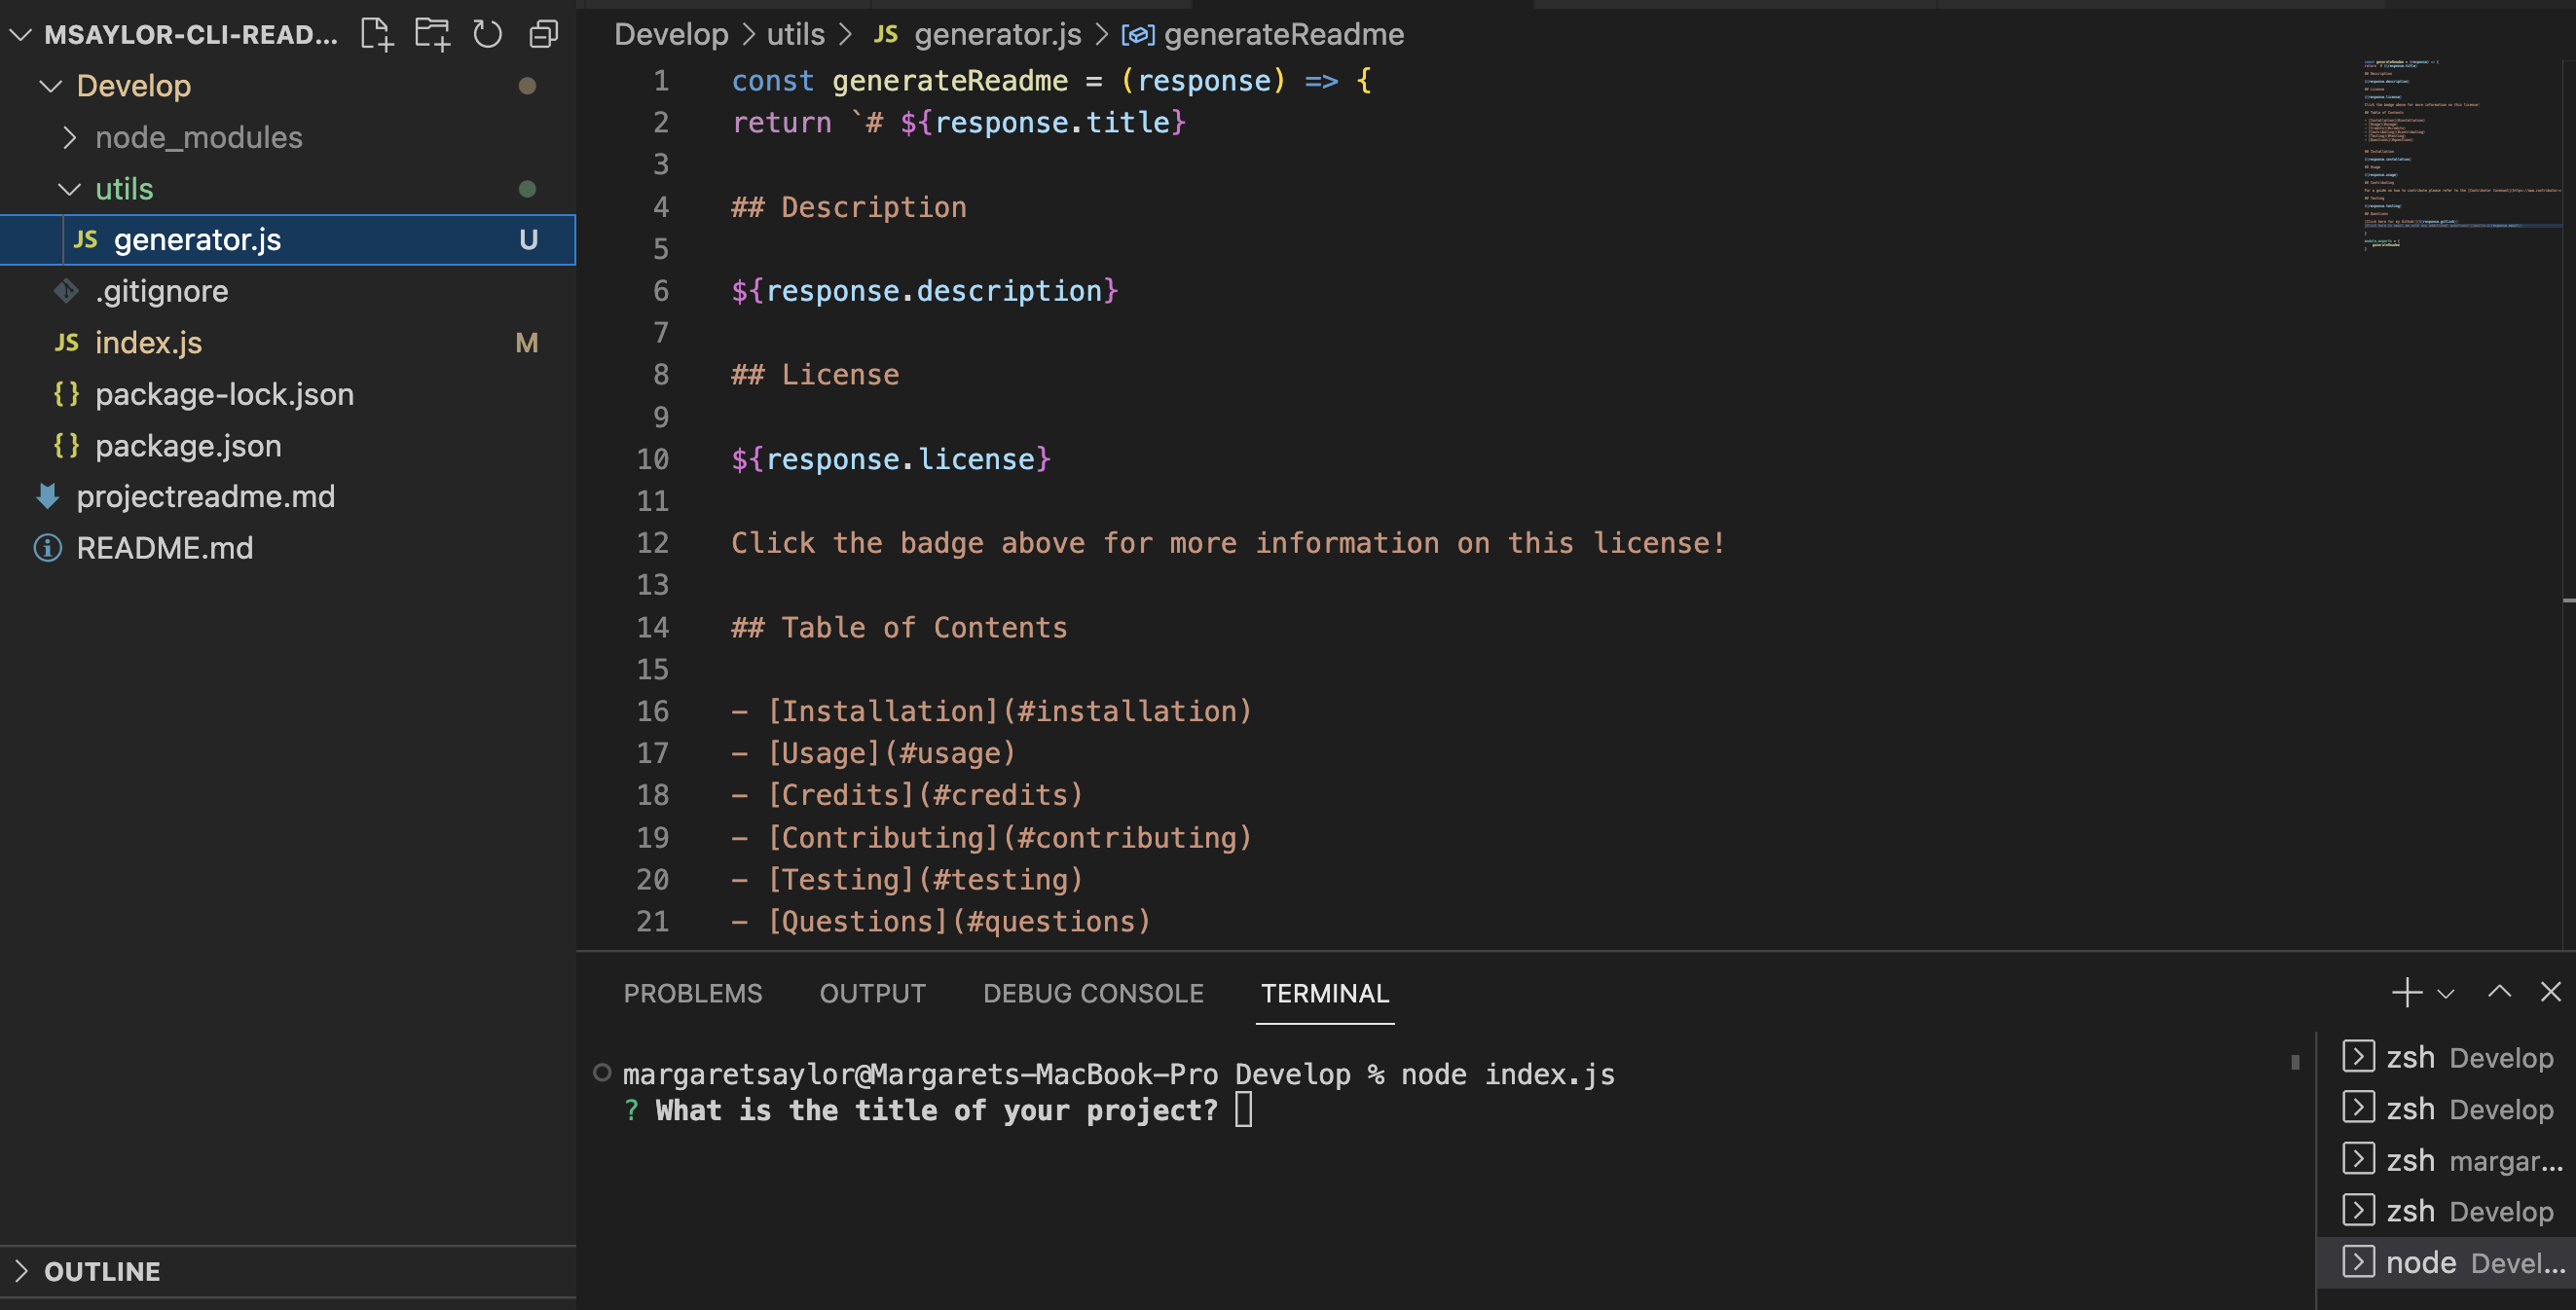 MSAYLOR-CLI-READ...
Develop
node_modules
utils
JS generator.js U
.gitignore
JS index.js M
{} package-lock.json
{} package.json
projectreadme.md
README.md
OUTLINE
Develop > utils > JS generator.js > generateReadme
1 const generateReadme = (response) => {
2 return `# ${response.title}
3
4 ## Description
5
6 ${response.description}
7
8 ## License
9
10 ${response.license}
11
12 Click the badge above for more information on this license!
13
14 ## Table of Contents
15
16 - [Installation](#installation)
17 - [Usage](#usage)
18 - [Credits](#credits)
19 - [Contributing](#contributing)
20 - [Testing](#testing)
21 - [Questions](#questions)
PROBLEMS OUTPUT DEBUG CONSOLE TERMINAL
margaretsaylor@Margarets-MacBook-Pro Develop % node index.js
? What is the title of your project?
zsh Develop
zsh Develop
zsh margar...
zsh Develop
node Devel...